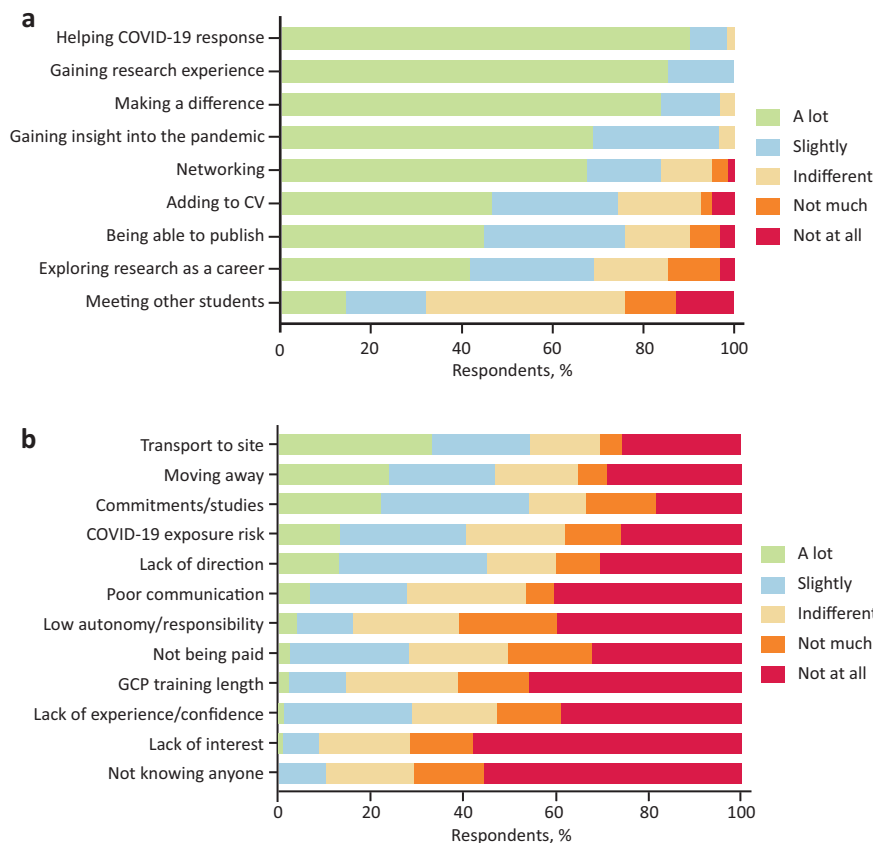 a
Helping COVID-19 response
Gaining research experience
Making a difference
Gaining insight into the pandemic
Networking
Adding to CV
Being able to publish
Exploring research as a career
Meeting other students
0 20 40 60 80 100
Respondents, %
A lot
Slightly
Indifferent
Not much
Not at all
b
Transport to site
Moving away
Commitments/studies
COVID-19 exposure risk
Lack of direction
Poor communication
Low autonomy/responsibility
Not being paid
GCP training length
Lack of experience/confidence
Lack of interest
Not knowing anyone
0 20 40 60 80 100
Respondents, %
A lot
Slightly
Indifferent
Not much
Not at all